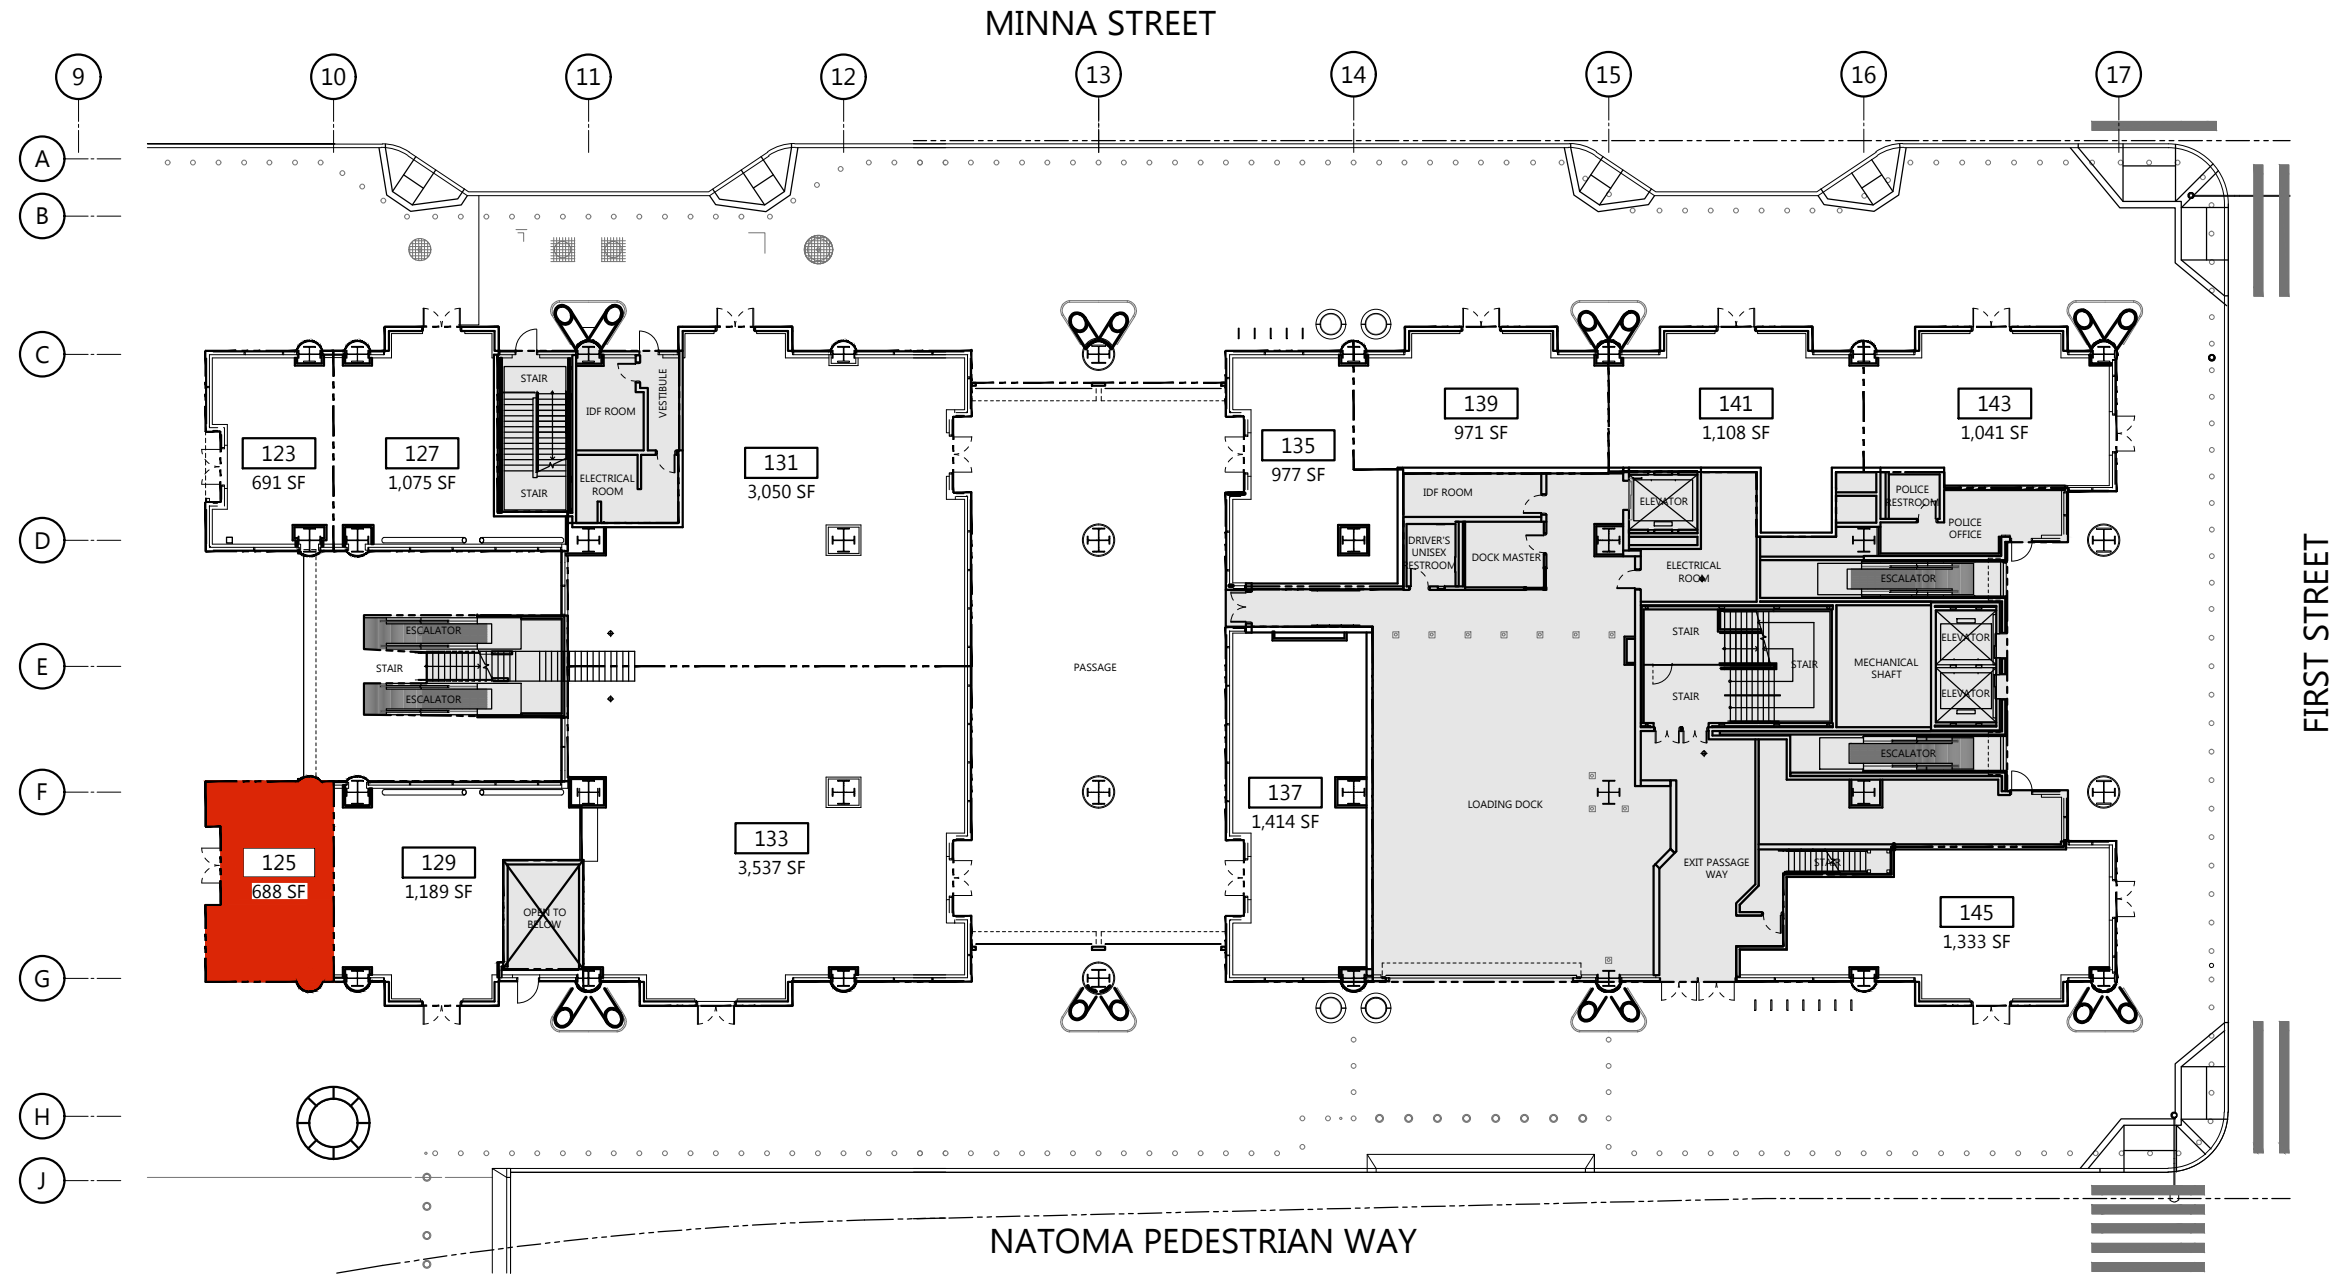 MINNA STREET
9
10
11
12
13
14
15
16
17
A
B
C
D
E
F
G
H
J
123
691 SF
127
1,075 SF
STAIR
STAIR
IDF ROOM
VESTIBULE
ELECTRICAL
ROOM
131
3,050 SF
135
977 SF
139
971 SF
141
1,108 SF
143
1,041 SF
IDF ROOM
ELEVATOR
POLICE
RESTROOM
POLICE
OFFICE
DRIVER'S
UNISEX
RESTROOM
DOCK MASTER
ELECTRICAL
ROOM
ESCALATOR
ESCALATOR
STAIR
ESCALATOR
PASSAGE
STAIR
STAIR
STAIR
MECHANICAL
SHAFT
ELEVATOR
ELEVATOR
ESCALATOR
FIRST STREET
125
688 SF
129
1,189 SF
OPEN TO
BELOW
133
3,537 SF
137
1,414 SF
LOADING DOCK
EXIT PASSAGE
WAY
STAIR
145
1,333 SF
NATOMA PEDESTRIAN WAY